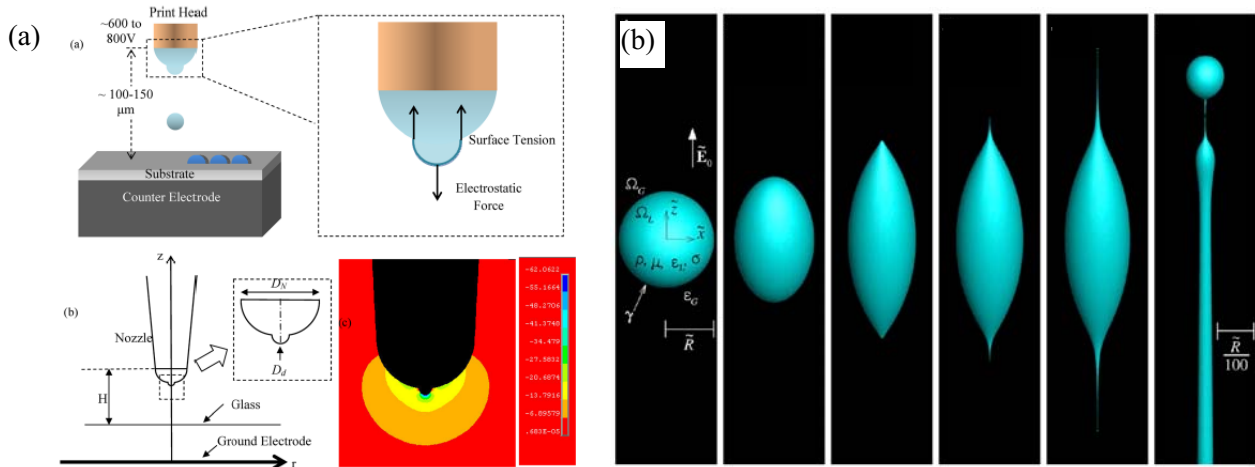 (a)
Print Head
~600 to
800V
(a)
~ 100-150
μm
Substrate
Counter Electrode
Surface Tension
Electrostatic
Force
z
(b)
Nozzle
D_N
D_d
H
Glass
Ground Electrode
r
(c)
-62.0622
-55.1664
-48.2706
-41.3748
-34.479
-27.5832
-20.6874
-13.7916
-6.89579
.683E-05
(b)
Ẽ₀
Ω_G
Ω_L
z̃
x̃
ρ, μ, ε_L, σ
ε_G
γ
R̃
R̃
100